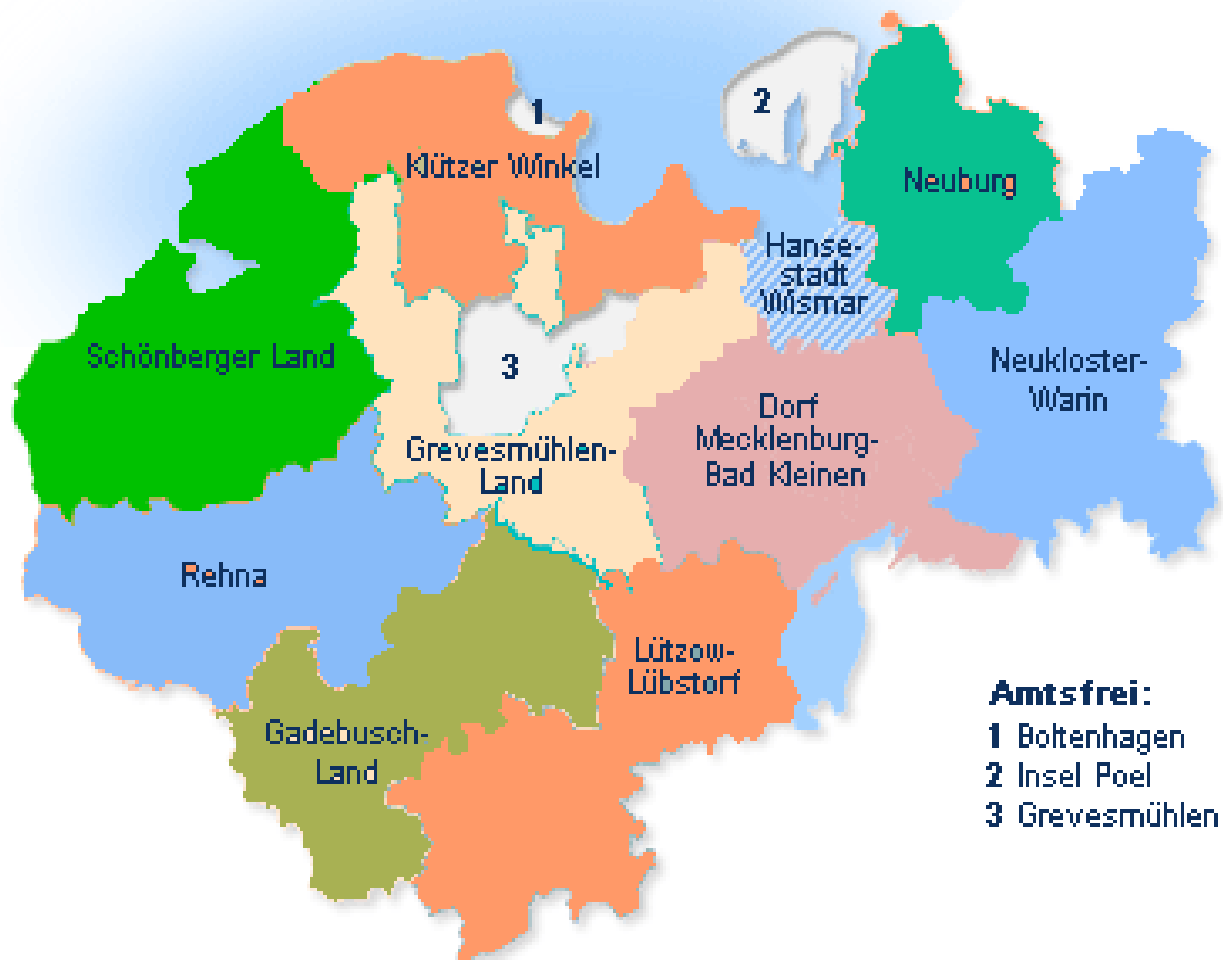 1
2
Klützer Winkel
Neuburg
Hanse-
stadt
Wismar
Schönberger Land
3
Neukloster-
Warin
Dorf
Mecklenburg-
Bad Kleinen
Grevesmühlen-
Land
Rehna
Lützow-
Lübstorf
Gadebusch-
Land
Amtsfrei:
1 Boltenhagen
2 Insel Poel
3 Grevesmühlen